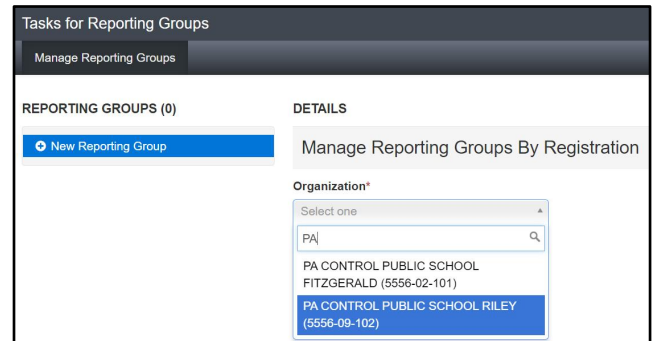 Tasks for Reporting Groups
Manage Reporting Groups
REPORTING GROUPS (0)
DETAILS
New Reporting Group
Manage Reporting Groups By Registration
Organization*
Select one
PA
PA CONTROL PUBLIC SCHOOL
FITZGERALD (5556-02-101)
PA CONTROL PUBLIC SCHOOL RILEY
(5556-09-102)